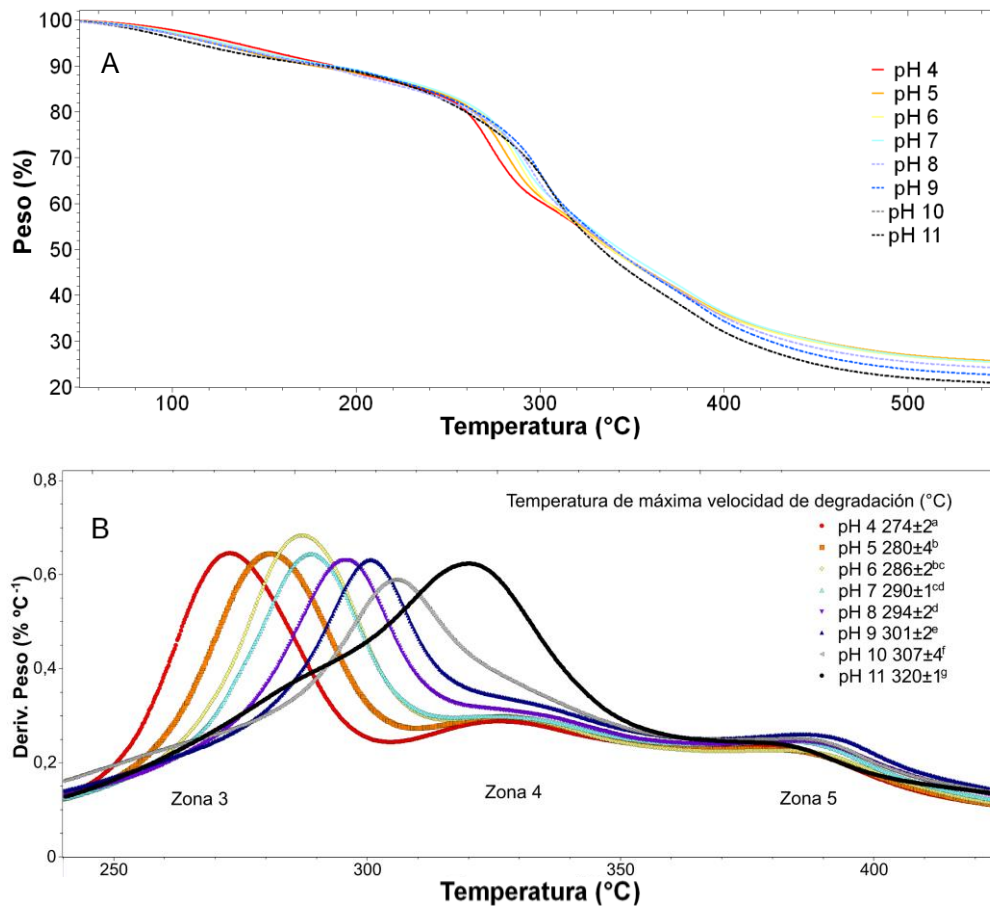 A
100
90
80
70
60
50
40
30
20
Peso (%)
100
200
300
400
500
Temperatura (°C)
pH 4
pH 5
pH 6
pH 7
pH 8
pH 9
pH 10
pH 11
B
0,8
0,6
0,4
0,2
0
Deriv. Peso (% ºC⁻¹)
Temperatura de máxima velocidad de degradación (°C)
pH 4 274±2ᵃ
pH 5 280±4ᵇ
pH 6 286±2ᵇᶜ
pH 7 290±1ᶜᵈ
pH 8 294±2ᵈ
pH 9 301±2ᵉ
pH 10 307±4ᶠ
pH 11 320±1ᵍ
Zona 3
Zona 4
Zona 5
250
300
350
400
Temperatura (°C)